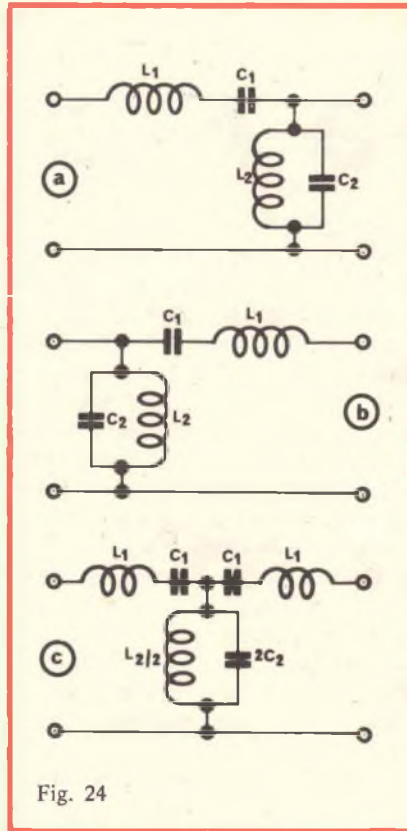 L1 C1
a
L2 C2
C1 L1
C2 L2
b
L1 C1 C1 L1
c
L2/2 2C2
Fig. 24